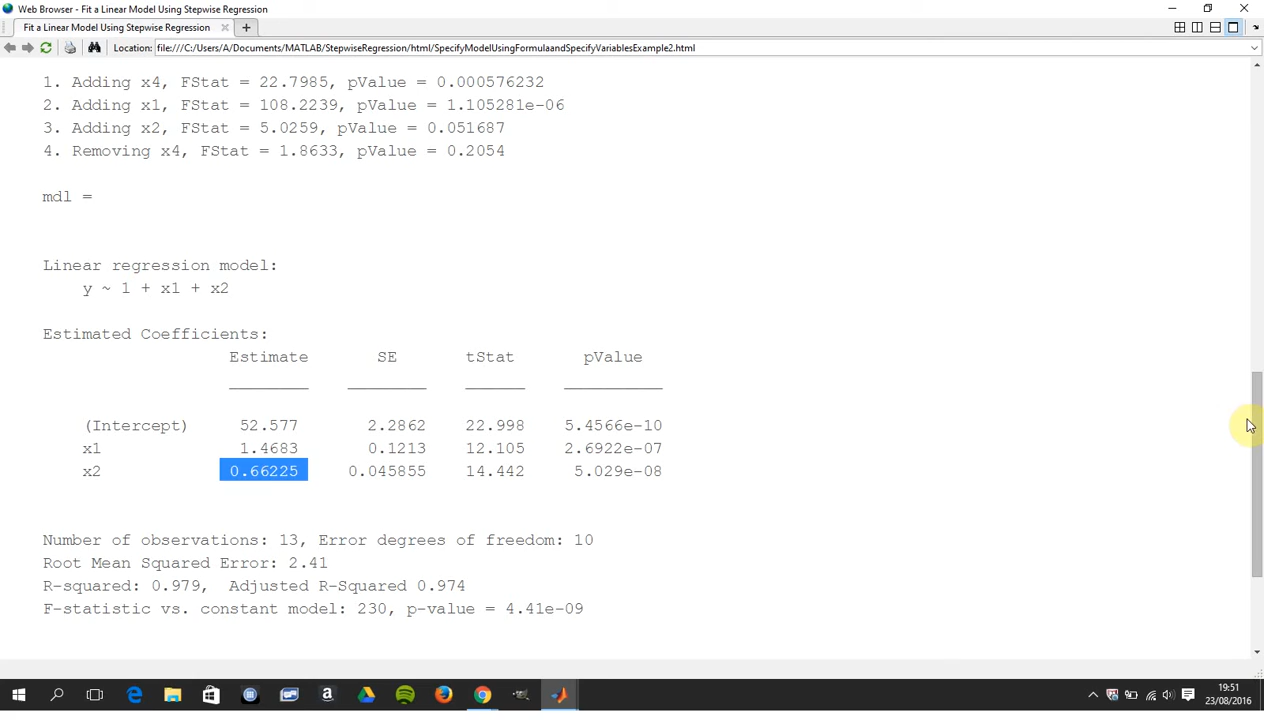 Web Browser - Fit a Linear Model Using Stepwise Regression
Fit a Linear Model Using Stepwise Regression
Location: file:///C:/Users/A/Documents/MATLAB/StepwiseRegression/html/SpecifyModelUsingFormulaandSpecifyVariablesExample2.html
1. Adding x4, FStat = 22.7985, pValue = 0.000576232
2. Adding x1, FStat = 108.2239, pValue = 1.105281e-06
3. Adding x2, FStat = 5.0259, pValue = 0.051687
4. Removing x4, FStat = 1.8633, pValue = 0.2054
mdl =
Linear regression model:
y ~ 1 + x1 + x2
Estimated Coefficients:
Estimate SE tStat pValue
(Intercept) 52.577 2.2862 22.998 5.4566e-10
x1 1.4683 0.1213 12.105 2.6922e-07
x2 0.66225 0.045855 14.442 5.029e-08
Number of observations: 13, Error degrees of freedom: 10
Root Mean Squared Error: 2.41
R-squared: 0.979, Adjusted R-Squared 0.974
F-statistic vs. constant model: 230, p-value = 4.41e-09
19:51
23/08/2016